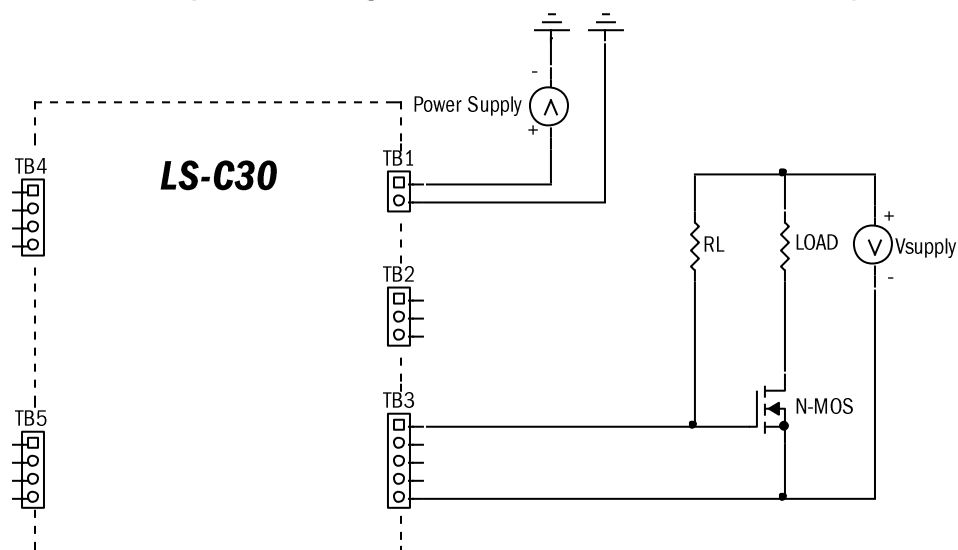 Power Supply
-
+
TB1
TB4
LS-C30
RL
LOAD
+
Vsupply
-
TB2
TB3
N-MOS
TB5